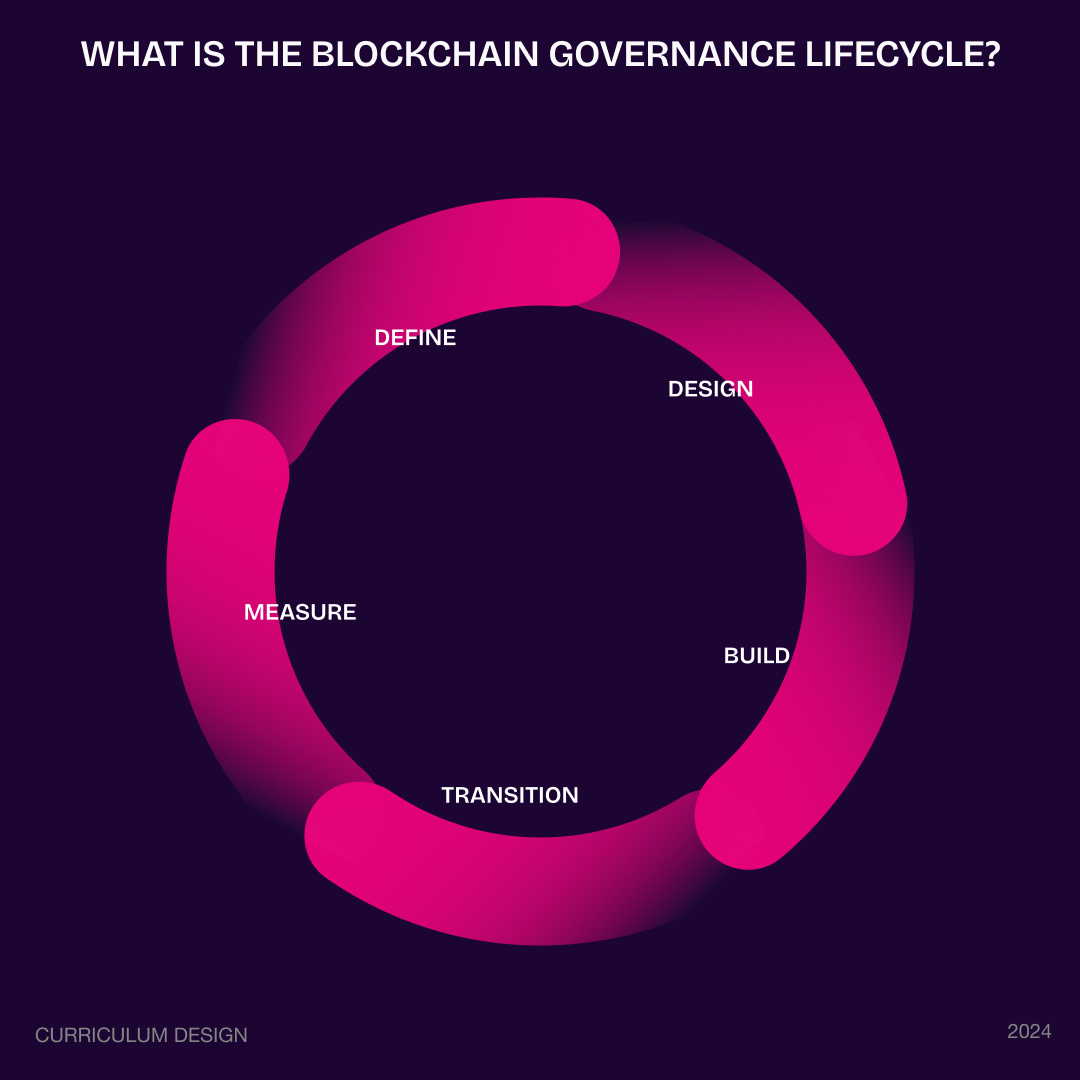 WHAT IS THE BLOCKCHAIN GOVERNANCE LIFECYCLE?
DEFINE
DESIGN
BUILD
TRANSITION
MEASURE
CURRICULUM DESIGN
2024